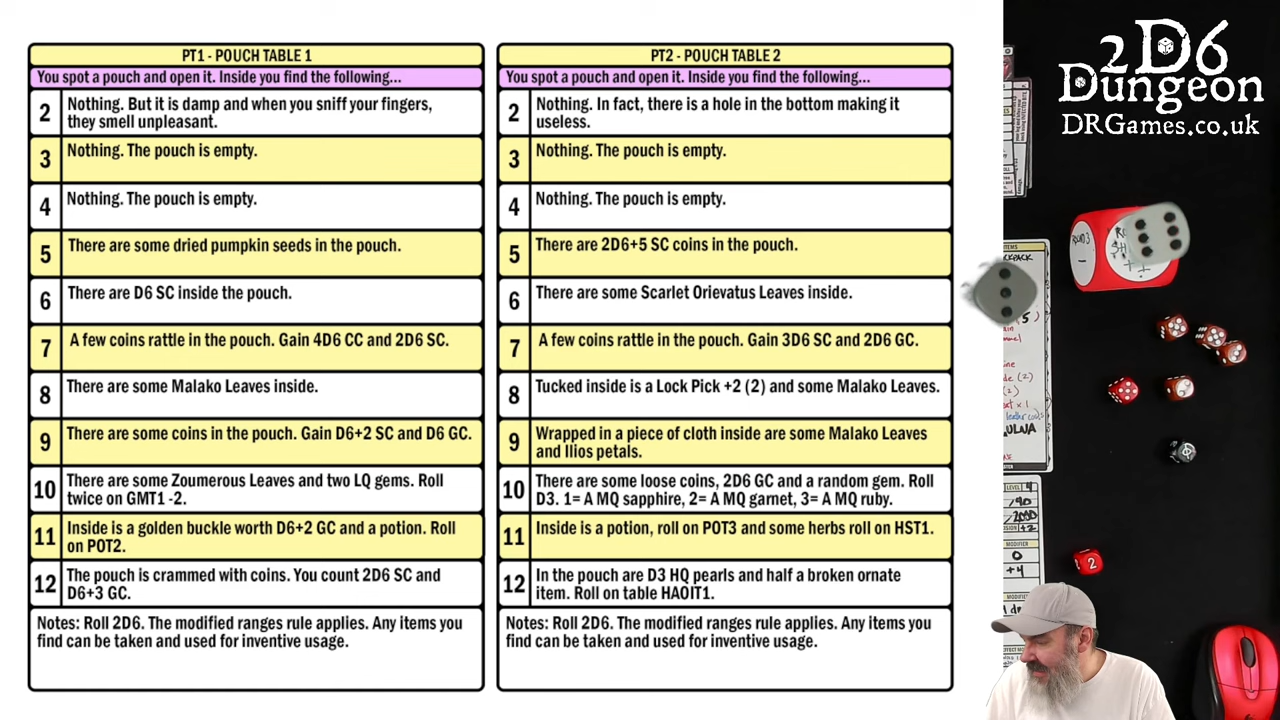 PT1 - POUCH TABLE 1
You spot a pouch and open it. Inside you find the following...
2 Nothing. But it is damp and when you sniff your fingers,
they smell unpleasant.
3 Nothing. The pouch is empty.
4 Nothing. The pouch is empty.
5 There are some dried pumpkin seeds in the pouch.
6 There are D6 SC inside the pouch.
7 A few coins rattle in the pouch. Gain 4D6 CC and 2D6 SC.
8 There are some Malako Leaves inside.
9 There are some coins in the pouch. Gain D6+2 SC and D6 GC.
10 There are some Zoumerous Leaves and two LQ gems. Roll
twice on GMT1 -2.
11 Inside is a golden buckle worth D6+2 GC and a potion. Roll
on POT2.
12 The pouch is crammed with coins. You count 2D6 SC and
D6+3 GC.
Notes: Roll 2D6. The modified ranges rule applies. Any items you
find can be taken and used for inventive usage.
PT2 - POUCH TABLE 2
You spot a pouch and open it. Inside you find the following...
2 Nothing. In fact, there is a hole in the bottom making it
useless.
3 Nothing. The pouch is empty.
4 Nothing. The pouch is empty.
5 There are 2D6+5 SC coins in the pouch.
6 There are some Scarlet Orievatus Leaves inside.
7 A few coins rattle in the pouch. Gain 3D6 SC and 2D6 GC.
8 Tucked inside is a Lock Pick +2 (2) and some Malako Leaves.
9 Wrapped in a piece of cloth inside are some Malako Leaves
and Ilios petals.
10 There are some loose coins, 2D6 GC and a random gem. Roll
D3. 1= A MQ sapphire, 2= A MQ garnet, 3= A MQ ruby.
11 Inside is a potion, roll on POT3 and some herbs roll on HST1.
12 In the pouch are D3 HQ pearls and half a broken ornate
item. Roll on table HAOIT1.
Notes: Roll 2D6. The modified ranges rule applies. Any items you
find can be taken and used for inventive usage.
2D6
Dungeon
DRGames.co.uk
ROUND 3
LEVEL 4
MODIFIER
0
+4
2